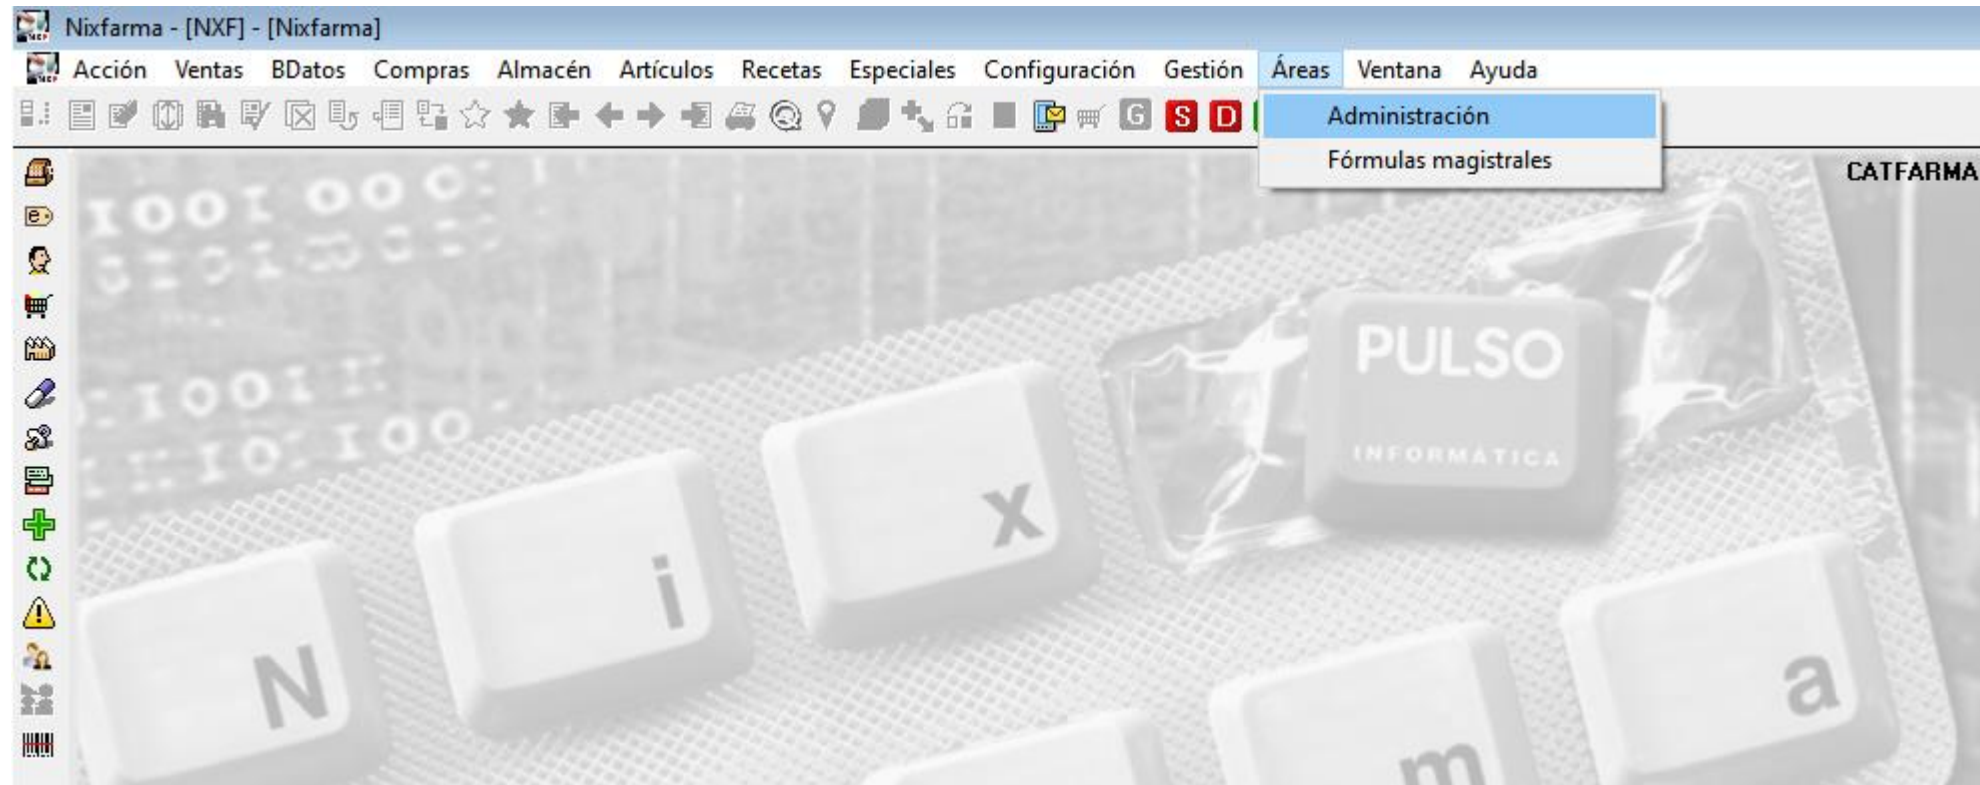 Nixfarma - [NXF] - [Nixfarma]
Acción Ventas BDatos Compras Almacén Artículos Recetas Especiales Configuración Gestión Áreas Ventana Ayuda
G S D
Administración
Fórmulas magistrales
CATFARMA
PULSO
INFORMÁTICA
N i x
m a